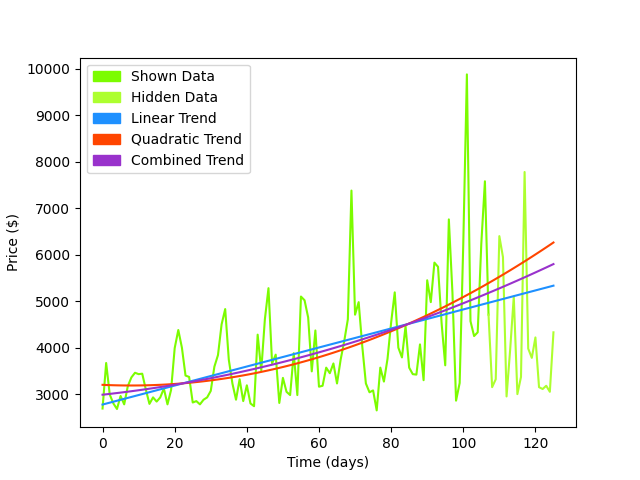 10000
9000
8000
7000
6000
5000
4000
3000
Price ($)
Shown Data
Hidden Data
Linear Trend
Quadratic Trend
Combined Trend
0 20 40 60 80 100 120
Time (days)